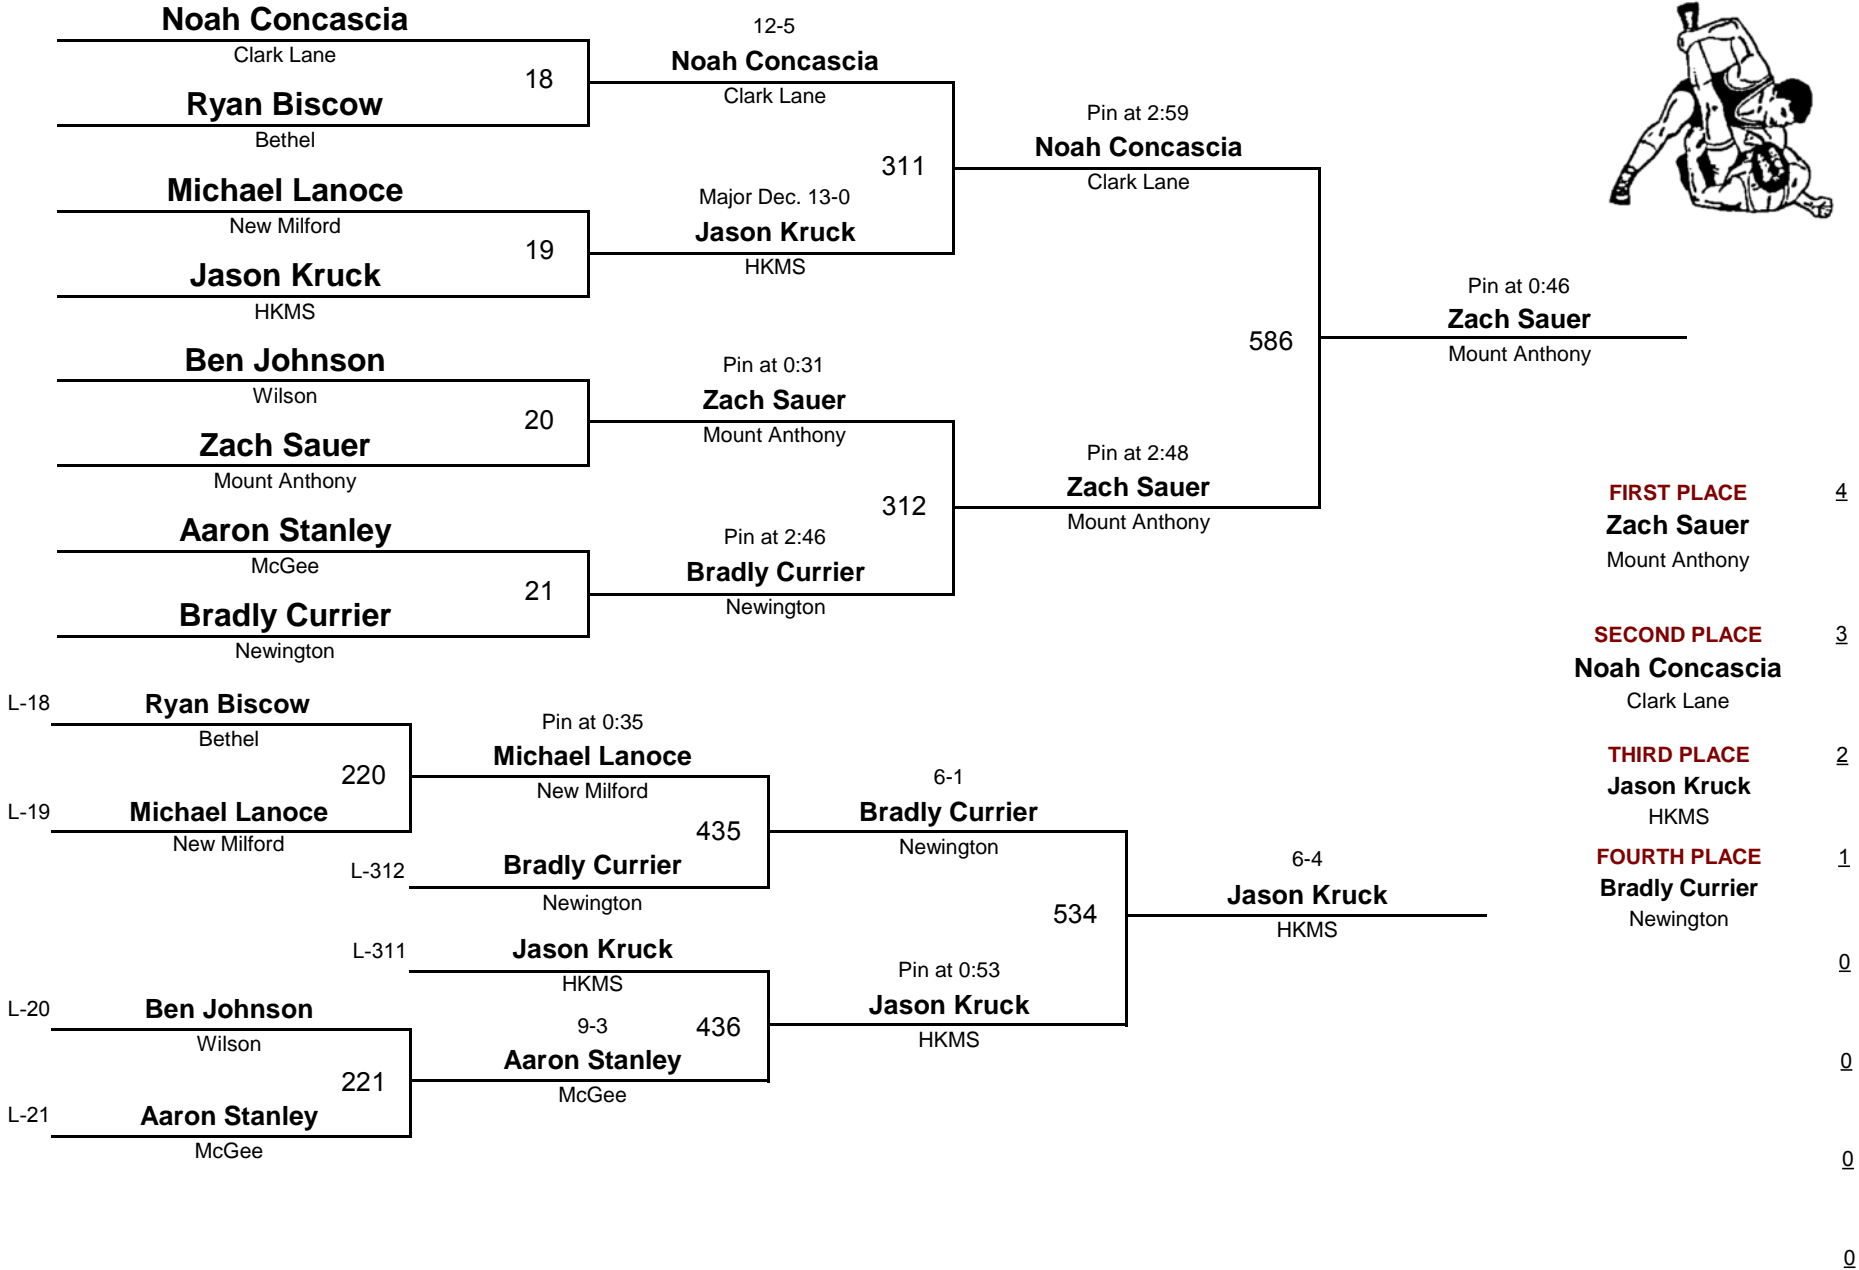 Noah Concascia
Clark Lane
18
Ryan Biscow
Bethel
Michael Lanoce
New Milford
19
Jason Kruck
HKMS
Ben Johnson
Wilson
20
Zach Sauer
Mount Anthony
Aaron Stanley
McGee
21
Bradly Currier
Newington
12-5
Noah Concascia
Clark Lane
311
Major Dec. 13-0
Jason Kruck
HKMS
Pin at 0:31
Zach Sauer
Mount Anthony
312
Pin at 2:46
Bradly Currier
Newington
Pin at 2:59
Noah Concascia
Clark Lane
586
Pin at 2:48
Zach Sauer
Mount Anthony
Pin at 0:46
Zach Sauer
Mount Anthony
FIRST PLACE 4
Zach Sauer
Mount Anthony
SECOND PLACE 3
Noah Concascia
Clark Lane
THIRD PLACE 2
Jason Kruck
HKMS
FOURTH PLACE 1
Bradly Currier
Newington
0
0
0
0
L-18 Ryan Biscow
Bethel
220
L-19 Michael Lanoce
New Milford
L-20 Ben Johnson
Wilson
221
L-21 Aaron Stanley
McGee
Pin at 0:35
Michael Lanoce
New Milford
435
L-312 Bradly Currier
Newington
L-311 Jason Kruck
HKMS
9-3 436
Aaron Stanley
McGee
6-1
Bradly Currier
Newington
534
Pin at 0:53
Jason Kruck
HKMS
6-4
Jason Kruck
HKMS